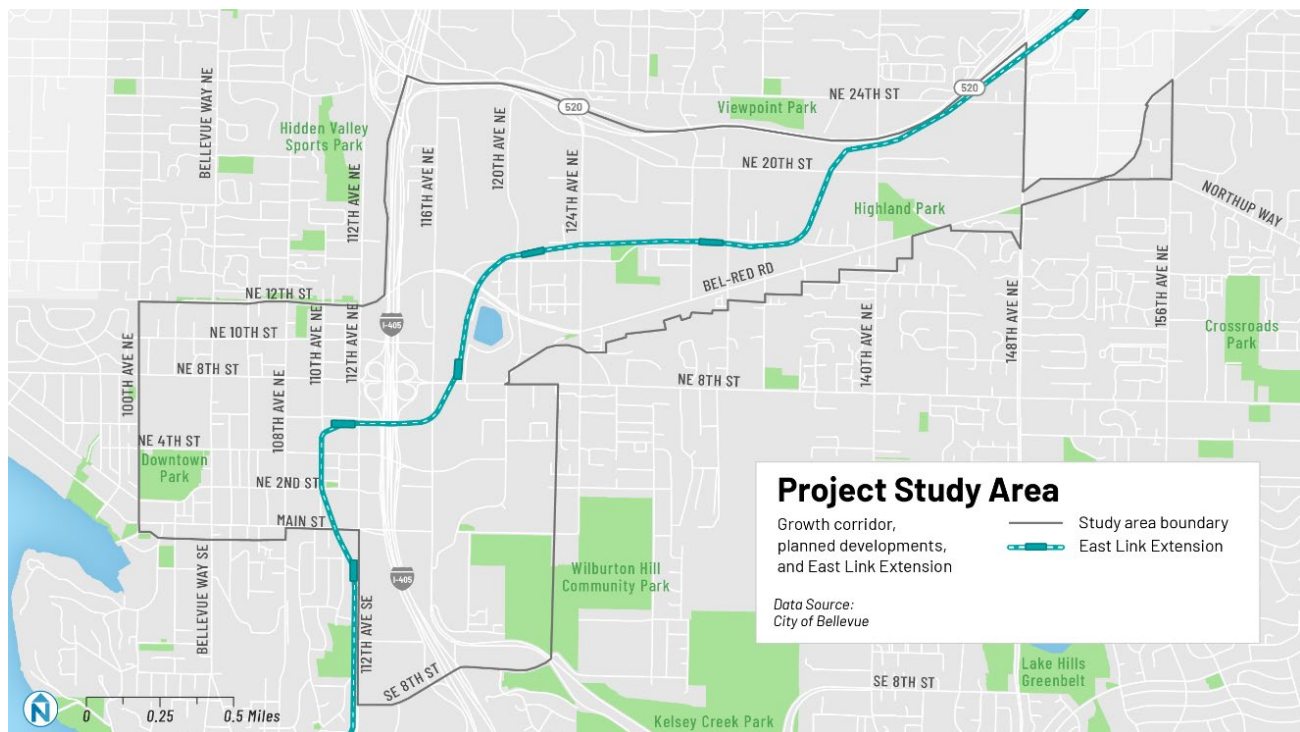 520
520
NE 24TH ST
Viewpoint Park
BELLEVUE WAY NE
Hidden Valley
Sports Park
112TH AVE NE
116TH AVE NE
120TH AVE NE
124TH AVE NE
NE 20TH ST
Highland Park
NORTHUP WAY
BEL-RED RD
NE 12TH ST
NE 10TH ST
I-405
110TH AVE NE
112TH AVE NE
100TH AVE NE
NE 8TH ST
108TH AVE NE
NE 8TH ST
140TH AVE NE
148TH AVE NE
156TH AVE NE
Crossroads
Park
NE 4TH ST
Downtown
Park
NE 2ND ST
MAIN ST
I-405
Wilburton Hill
Community Park
BELLEVUE WAY SE
112TH AVE SE
SE 8TH ST
SE 8TH ST
Kelsey Creek Park
Lake Hills
Greenbelt
Project Study Area
Growth corridor,
planned developments,
and East Link Extension
Study area boundary
East Link Extension
Data Source:
City of Bellevue
N
0 0.25 0.5 Miles